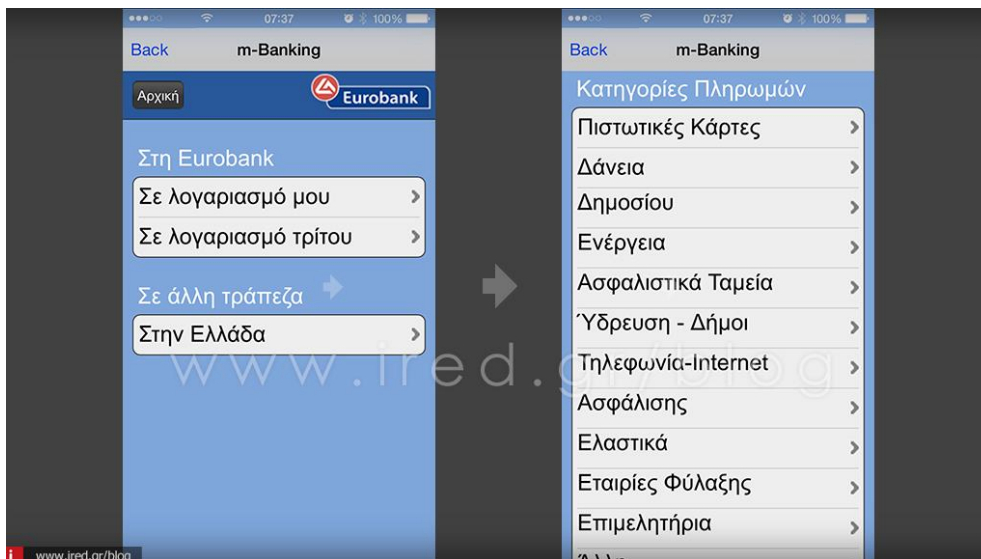 07:37
100%
Back
m-Banking
Αρχική
Eurobank
Στη Eurobank
Σε λογαριασμό μου
Σε λογαριασμό τρίτου
Σε άλλη τράπεζα
Στην Ελλάδα
07:37
100%
Back
m-Banking
Κατηγορίες Πληρωμών
Πιστωτικές Κάρτες
Δάνεια
Δημοσίου
Ενέργεια
Ασφαλιστικά Ταμεία
Ύδρευση - Δήμοι
Τηλεφωνία-Internet
Ασφάλισης
Ελαστικά
Εταιρίες Φύλαξης
Επιμελητήρια
www.ired.gr/blog
i www.ired.gr/blog